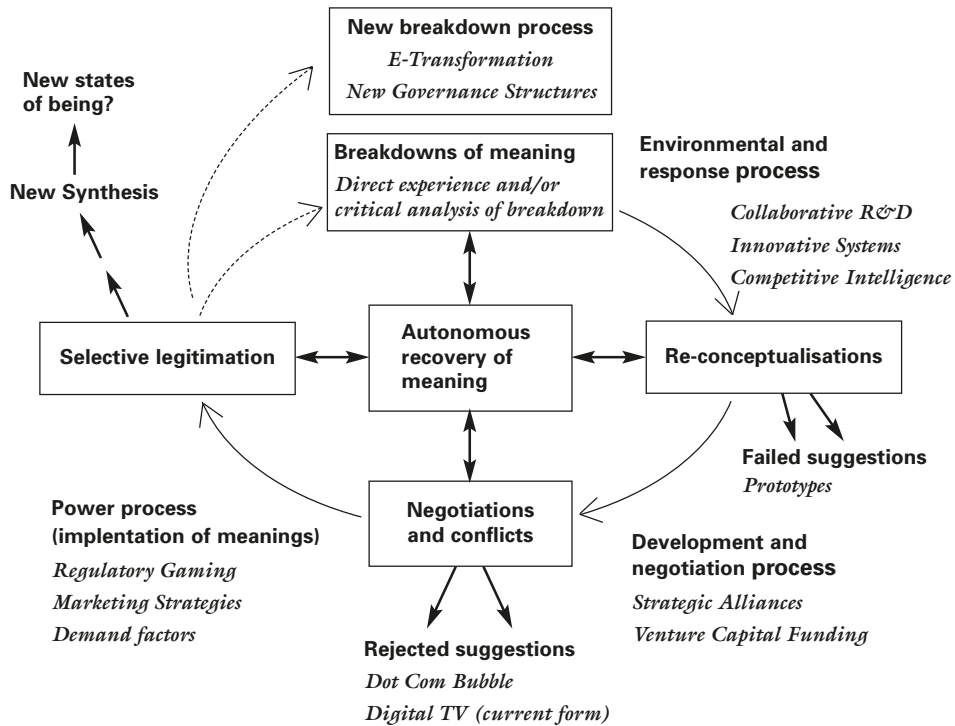 New breakdown process
E-Transformation
New Governance Structures
New states
of being?
New Synthesis
Breakdowns of meaning
Direct experience and/or
critical analysis of breakdown
Environmental and
response process
Collaborative R&D
Innovative Systems
Competitive Intelligence
Selective legitimation
Autonomous
recovery of
meaning
Re-conceptualisations
Failed suggestions
Prototypes
Power process
(implentation of meanings)
Regulatory Gaming
Marketing Strategies
Demand factors
Negotiations
and conflicts
Development and
negotiation process
Strategic Alliances
Venture Capital Funding
Rejected suggestions
Dot Com Bubble
Digital TV (current form)